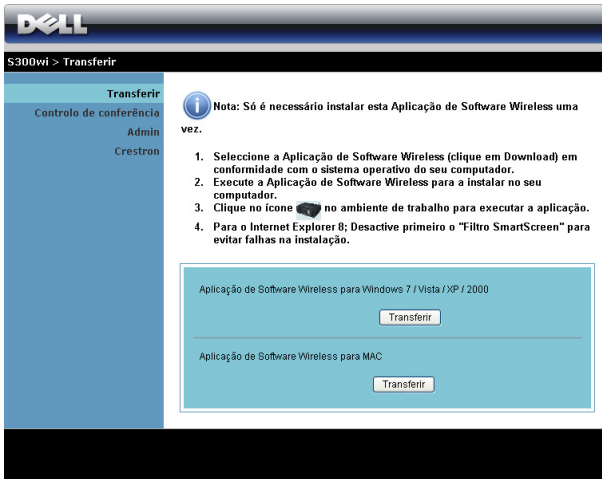 DELL
S300wi > Transferir
Transferir
Controlo de conferência
Admin
Crestron
Nota: Só é necessário instalar esta Aplicação de Software Wireless uma
vez.
1. Seleccione a Aplicação de Software Wireless (clique em Download) em
conformidade com o sistema operativo do seu computador.
2. Execute a Aplicação de Software Wireless para a instalar no seu
computador.
3. Clique no ícone no ambiente de trabalho para executar a aplicação.
4. Para o Internet Explorer 8; Desactive primeiro o "Filtro SmartScreen" para
evitar falhas na instalação.
Aplicação de Software Wireless para Windows 7 / Vista / XP / 2000
Transferir
Aplicação de Software Wireless para MAC
Transferir